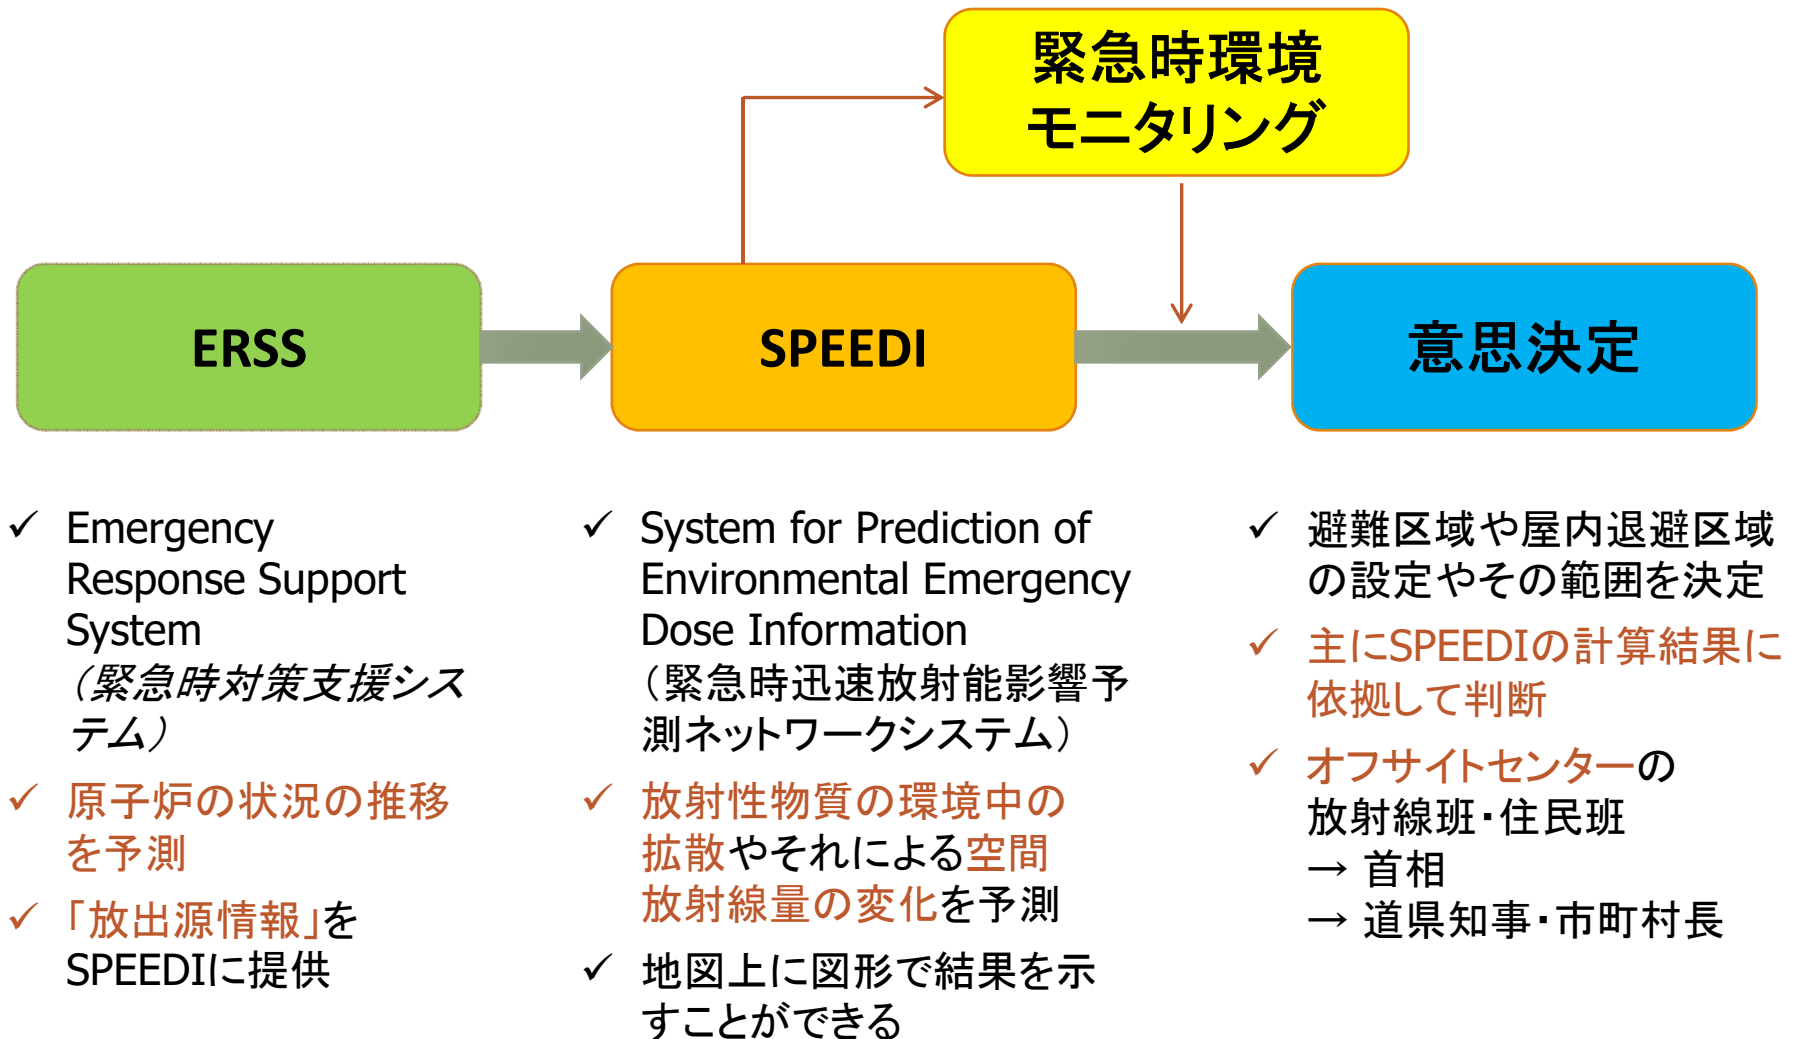 緊急時環境
モニタリング
ERSS
SPEEDI
意思決定
✓ Emergency
Response Support
System
（緊急時対策支援シス
テム）
✓ 原子炉の状況の推移
を予測
✓ 「放出源情報」を
SPEEDIに提供
✓ System for Prediction of
Environmental Emergency
Dose Information
（緊急時迅速放射能影響予
測ネットワークシステム）
✓ 放射性物質の環境中の
拡散やそれによる空間
放射線量の変化を予測
✓ 地図上に図形で結果を示
すことができる
✓ 避難区域や屋内退避区域
の設定やその範囲を決定
✓ 主にSPEEDIの計算結果に
依拠して判断
✓ オフサイトセンターの
放射線班・住民班
→ 首相
→ 道県知事・市町村長